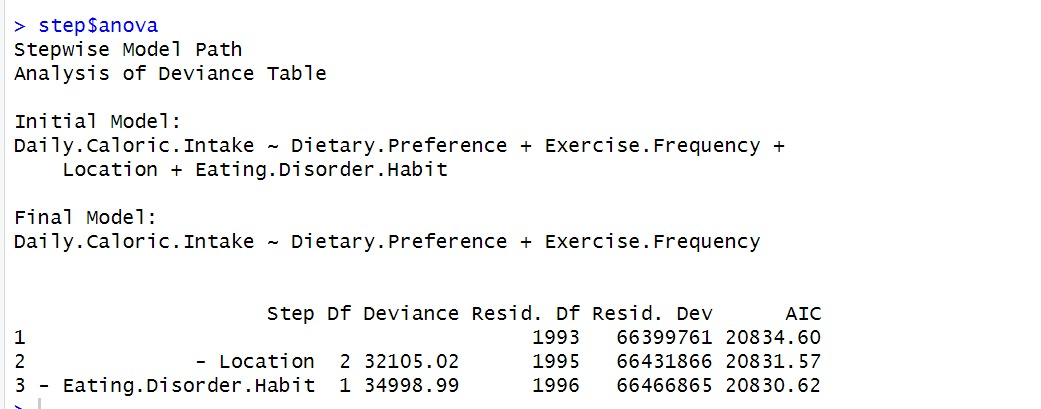 > step$anova
Stepwise Model Path
Analysis of Deviance Table

Initial Model:
Daily.Caloric.Intake ~ Dietary.Preference + Exercise.Frequency +
    Location + Eating.Disorder.Habit

Final Model:
Daily.Caloric.Intake ~ Dietary.Preference + Exercise.Frequency


                     Step Df Deviance Resid. Df Resid. Dev      AIC
1                                          1993   66399761 20834.60
2              - Location  2 32105.02      1995   66431866 20831.57
3 - Eating.Disorder.Habit  1 34998.99      1996   66466865 20830.62
>